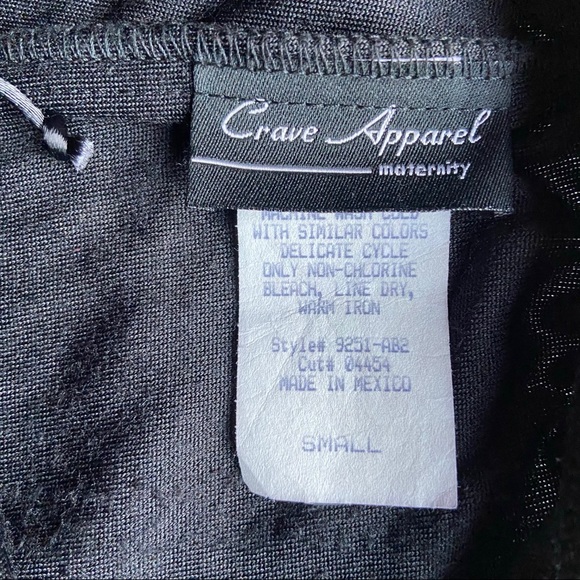 Crave Apparel
maternity
MACHINE WASH COLD
WITH SIMILAR COLORS
DELICATE CYCLE
ONLY NON-CHLORINE
BLEACH, LINE DRY,
WARM IRON
Style# 9251-AB2
Cut# 04454
MADE IN MEXICO
SMALL